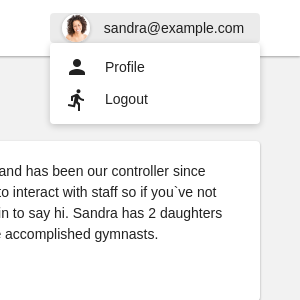 sandra@example.com
Profile
Logout
and has been our controller since
to interact with staff so if you`ve not
in to say hi. Sandra has 2 daughters
accomplished gymnasts.